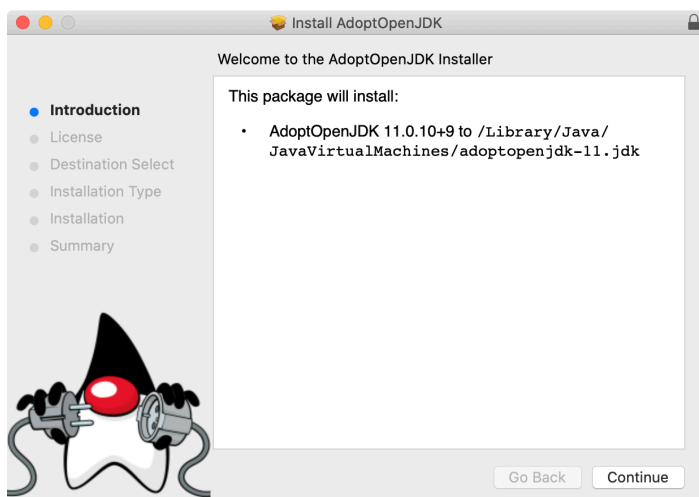 Install AdoptOpenJDK
Welcome to the AdoptOpenJDK Installer
Introduction
License
Destination Select
Installation Type
Installation
Summary
This package will install:
• AdoptOpenJDK 11.0.10+9 to /Library/Java/
JavaVirtualMachines/adoptopenjdk-11.jdk
Go Back
Continue